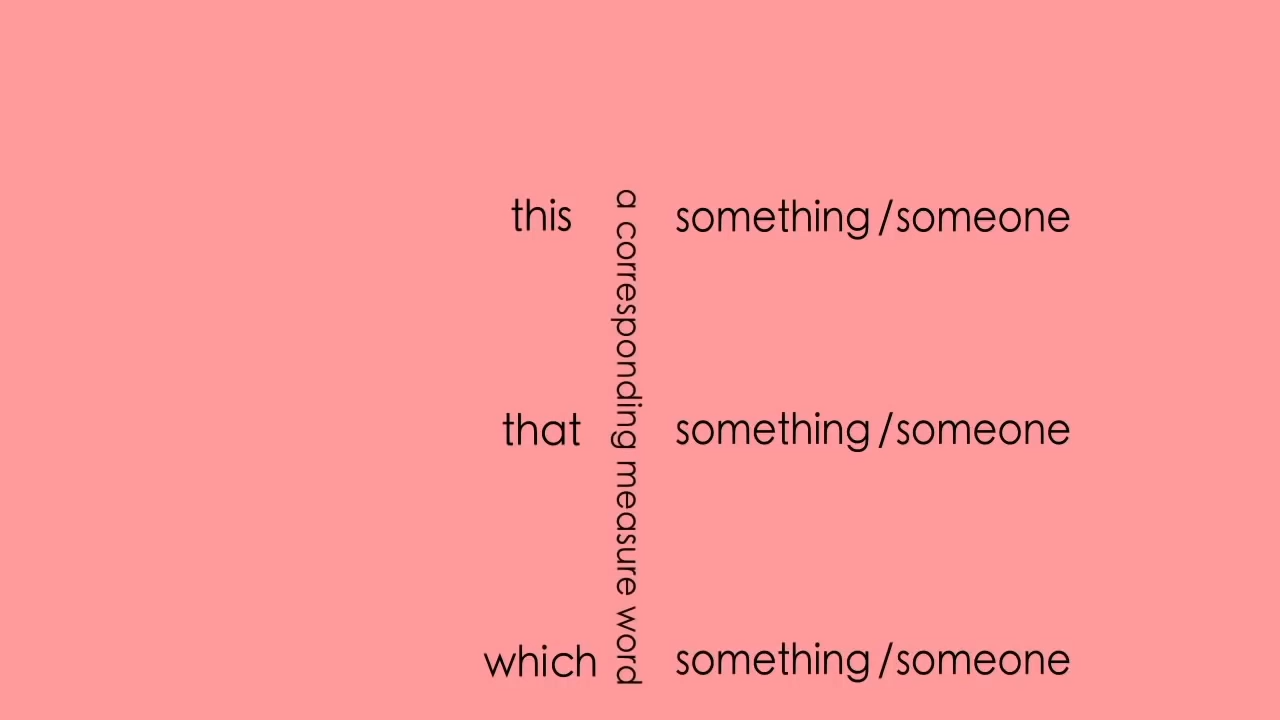 this something/someone
a corresponding measure word
that something/someone
which something/someone